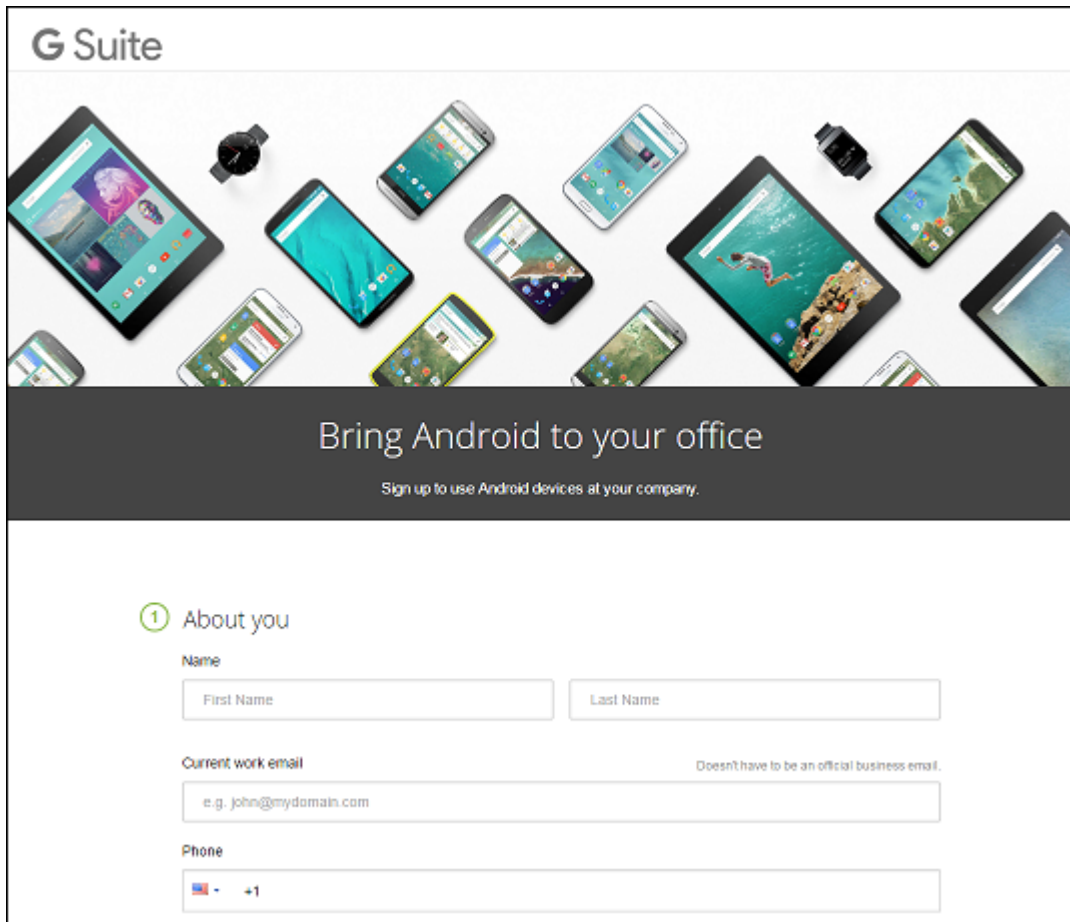 G Suite
Bring Android to your office
Sign up to use Android devices at your company.
1 About you
Name
First Name Last Name
Current work email Doesn't have to be an official business email.
e.g. john@mydomain.com
Phone
+1